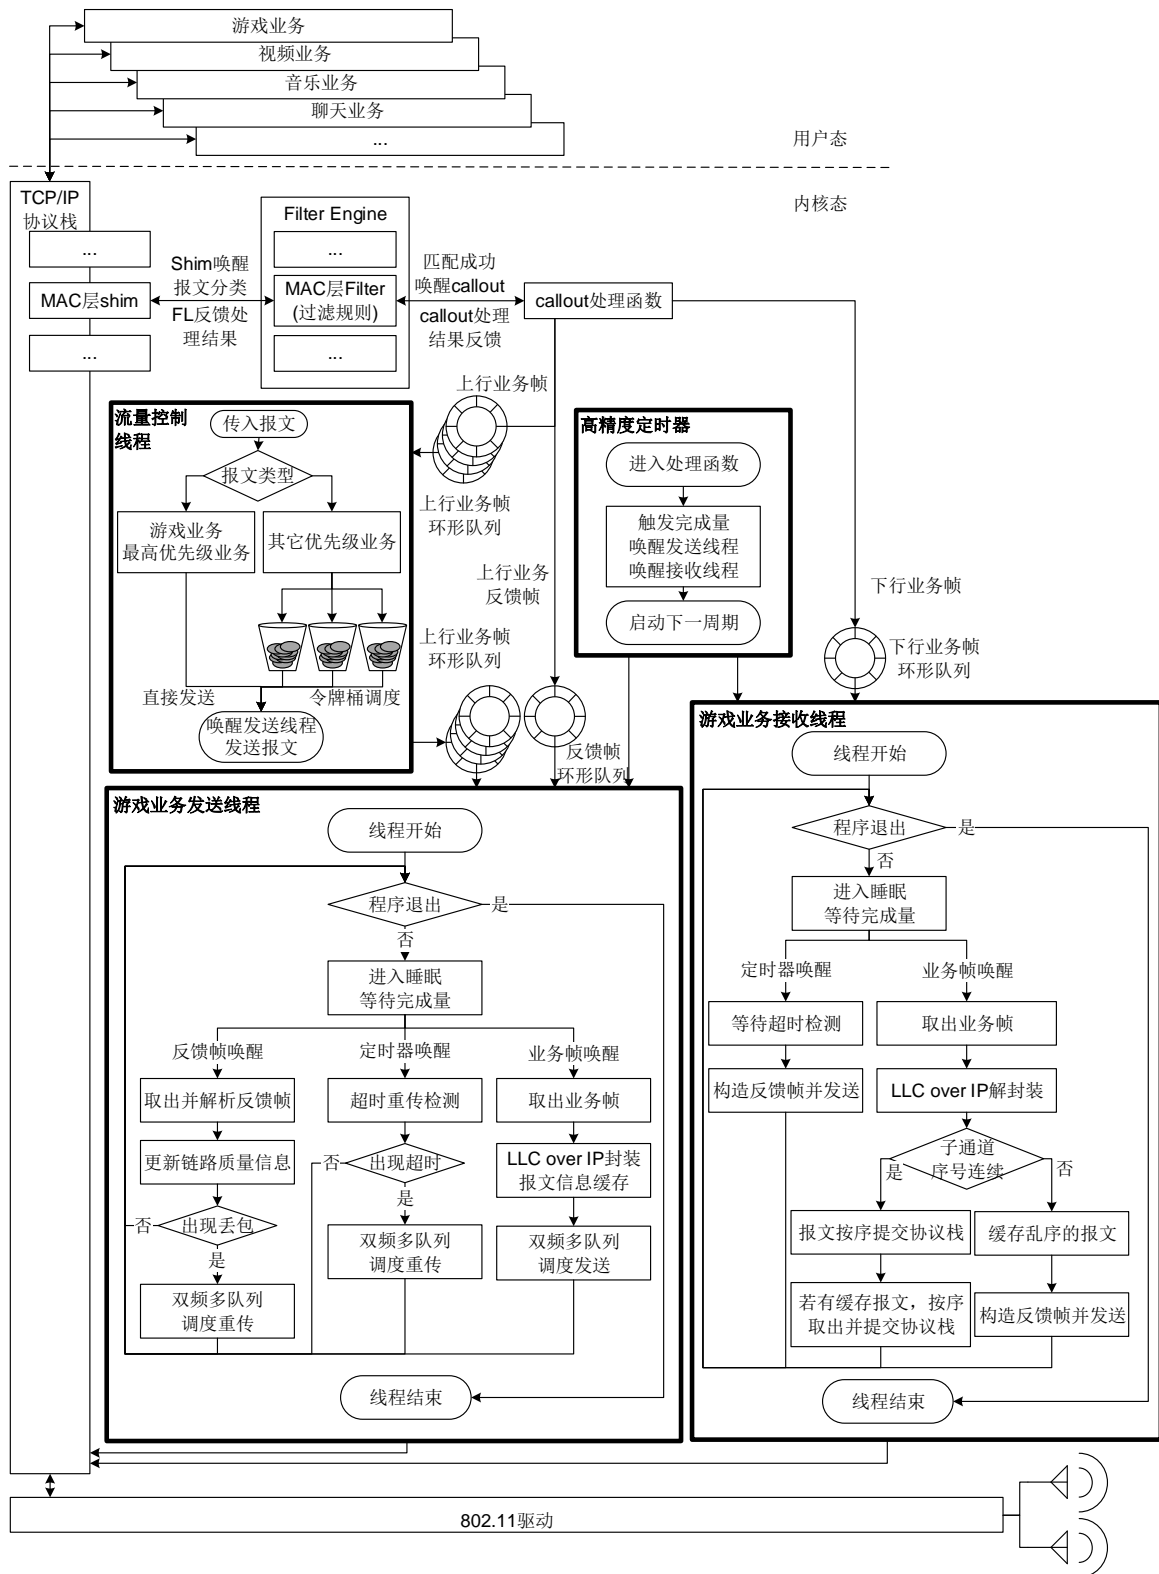 游戏业务
视频业务
音乐业务
聊天业务
...
用户态
内核态
TCP/IP
协议栈
...
MAC层shim
...
Shim唤醒
报文分类
FL反馈处
理结果
Filter Engine
...
MAC层Filter
(过滤规则)
...
匹配成功
唤醒callout
callout处理
结果反馈
callout处理函数
上行业务帧
上行业务帧
环形队列
流量控制
线程
传入报文
报文类型
游戏业务
最高优先级业务
其它优先级业务
直接发送
令牌桶调度
唤醒发送线程
发送报文
高精度定时器
进入处理函数
触发完成量
唤醒发送线程
唤醒接收线程
启动下一周期
上行业务
反馈帧
上行业务帧
环形队列
反馈帧
环形队列
下行业务帧
下行业务帧
环形队列
游戏业务发送线程
线程开始
程序退出
是
否
进入睡眠
等待完成量
反馈帧唤醒
定时器唤醒
业务帧唤醒
取出并解析反馈帧
超时重传检测
取出业务帧
更新链路质量信息
否
出现超时
LLC over IP封装
报文信息缓存
否
出现丢包
是
是
双频多队列
调度重传
双频多队列
调度发送
双频多队列
调度重传
线程结束
游戏业务接收线程
线程开始
程序退出
是
否
进入睡眠
等待完成量
定时器唤醒
业务帧唤醒
等待超时检测
取出业务帧
构造反馈帧并发送
LLC over IP解封装
子通道
序号连续
是
否
报文按序提交协议栈
缓存乱序的报文
若有缓存报文，按序
取出并提交协议栈
构造反馈帧并发送
线程结束
802.11驱动